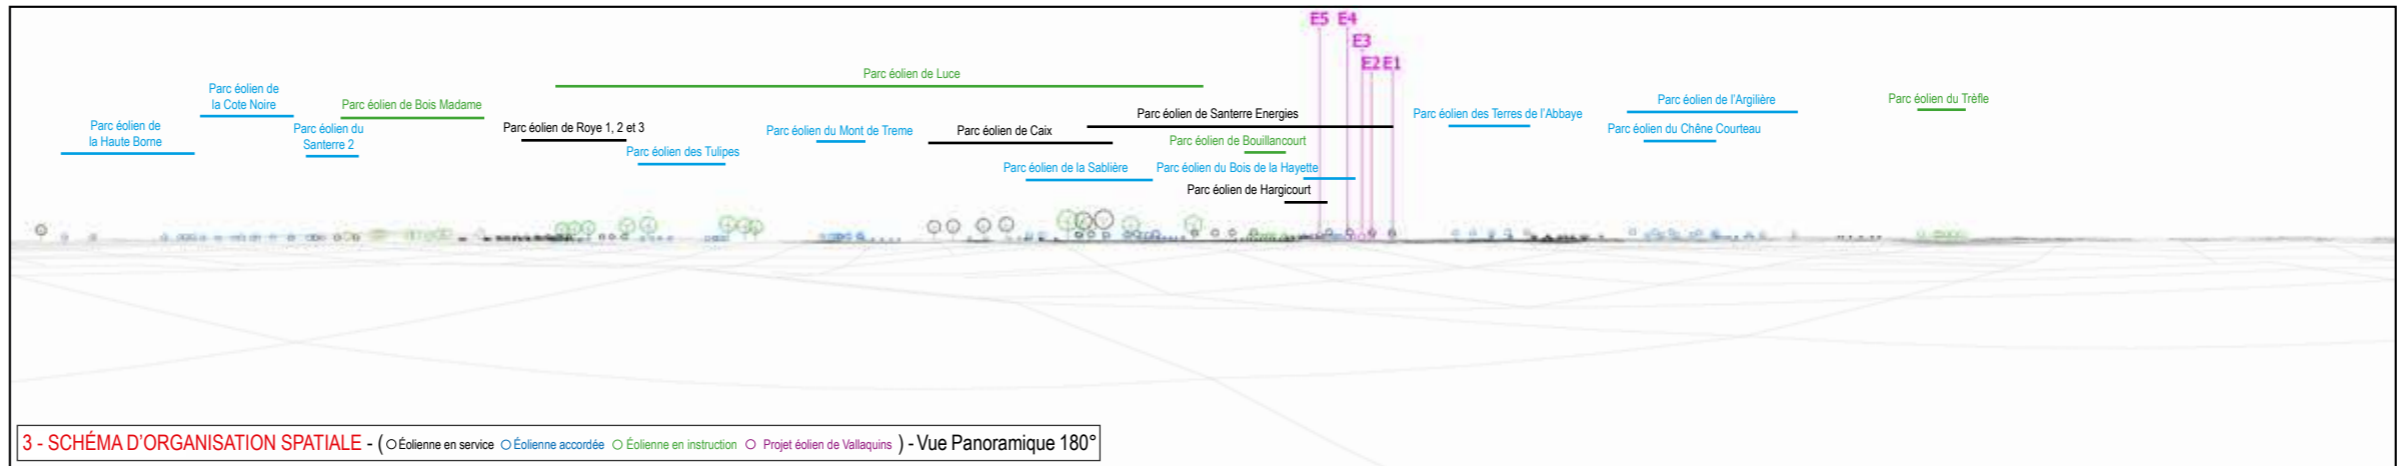 E5 E4
E3
E2 E1
Parc éolien de Luce
Parc éolien de
la Cote Noire
Parc éolien de Bois Madame
Parc éolien de l'Argilière
Parc éolien du Trèfle
Parc éolien de
la Haute Borne
Parc éolien du
Santerre 2
Parc éolien de Roye 1, 2 et 3
Parc éolien du Mont de Treme
Parc éolien de Caix
Parc éolien de Santerre Energies
Parc éolien des Terres de l'Abbaye
Parc éolien du Chêne Courteau
Parc éolien des Tulipes
Parc éolien de Bouillancourt
Parc éolien de la Sablière
Parc éolien du Bois de la Hayette
Parc éolien de Hargicourt
3 - SCHÉMA D'ORGANISATION SPATIALE - ( Éolienne en service Éolienne accordée Éolienne en instruction Projet éolien de Vallaquins ) - Vue Panoramique 180°